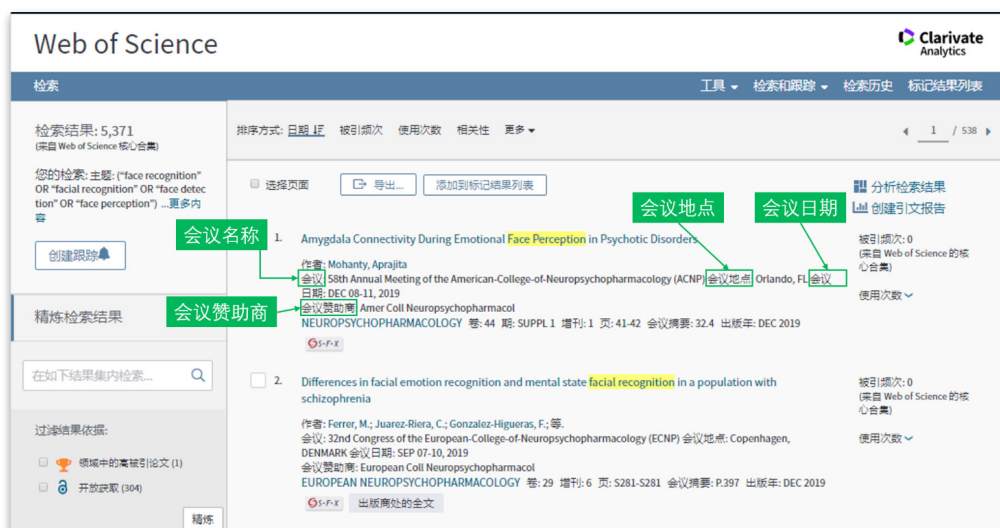 Web of Science
Clarivate
Analytics
检索
工具
检索和跟踪
检索历史
标记结果列表
检索结果: 5,371
(来自 Web of Science 核心合集)
您的检索: 主题: ("face recognition"
OR "facial recognition" OR "face detec
tion" OR "face perception") ...更多内
容
创建跟踪
精炼检索结果
在如下结果集内检索...
过滤结果依据:
领域中的高被引论文 (1)
开放获取 (304)
精炼
排序方式: 日期 被引频次 使用次数 相关性 更多
1 / 538
选择页面
导出...
添加到标记结果列表
分析检索结果
创建引文报告
会议名称
会议地点
会议日期
会议赞助商
1. Amygdala Connectivity During Emotional Face Perception in Psychotic Disorders
作者: Mohanty, Aprajita
会议: 58th Annual Meeting of the American-College-of-Neuropsychopharmacology (ACNP) 会议地点: Orlando, FL 会议
日期: DEC 08-11, 2019
会议赞助商: Amer Coll Neuropsychopharmacol
NEUROPSYCHOPHARMACOLOGY 卷: 44 期: SUPPL 1 增刊: 1 页: 41-42 会议摘要: 32.4 出版年: DEC 2019
S-F-X
被引频次: 0
(来自 Web of Science 的核
心合集)
使用次数
2. Differences in facial emotion recognition and mental state facial recognition in a population with
schizophrenia
作者: Ferrer, M.; Juarez-Riera, C.; Gonzalez-Higueras, F.; 等.
会议: 32nd Congress of the European-College-of-Neuropsychopharmacology (ECNP) 会议地点: Copenhagen,
DENMARK 会议日期: SEP 07-10, 2019
会议赞助商: European Coll Neuropsychopharmacol
EUROPEAN NEUROPSYCHOPHARMACOLOGY 卷: 29 增刊: 6 页: S281-S281 会议摘要: P.397 出版年: DEC 2019
S-F-X
出版商处的全文
被引频次: 0
(来自 Web of Science 的核
心合集)
使用次数